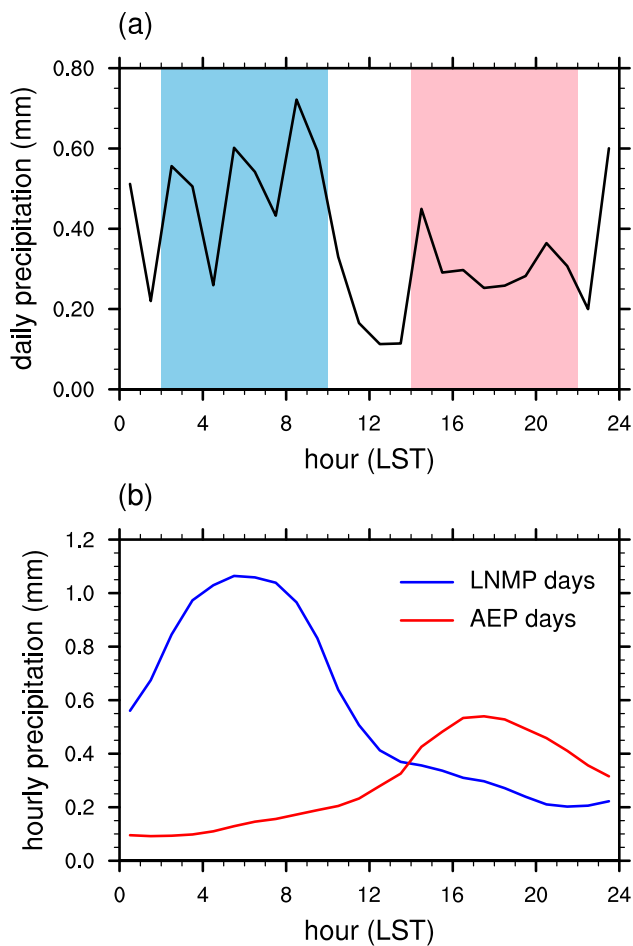 (a)
daily precipitation (mm)
0.80
0.60
0.40
0.20
0.00
0 4 8 12 16 20 24
hour (LST)
(b)
hourly precipitation (mm)
1.2
1.0
0.8
0.6
0.4
0.2
0.0
LNMP days
AEP days
0 4 8 12 16 20 24
hour (LST)